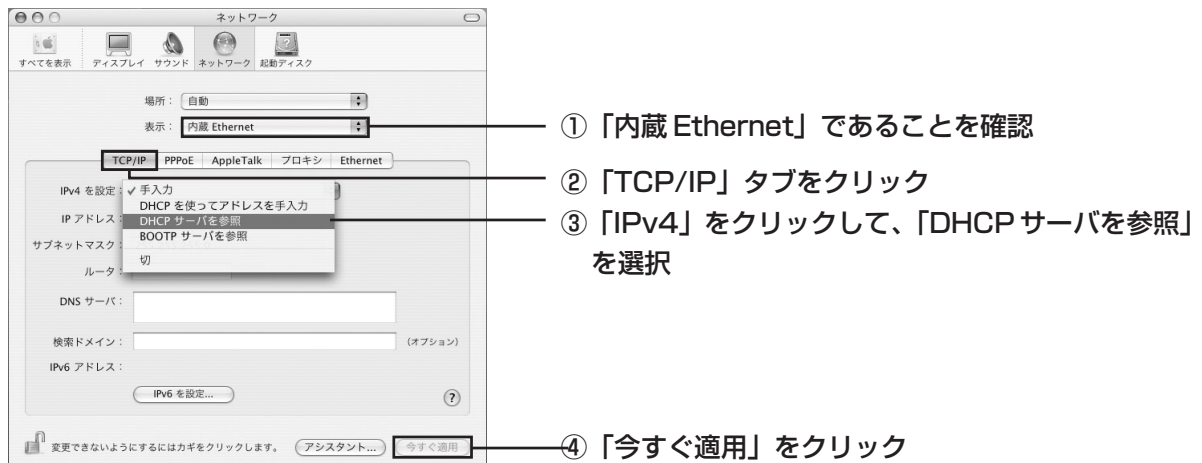 ネットワーク
すべてを表示 ディスプレイ サウンド ネットワーク 起動ディスク
場所： 自動
表示： 内蔵 Ethernet
①「内蔵 Ethernet」であることを確認
TCP/IP PPPoE AppleTalk プロキシ Ethernet
②「TCP/IP」タブをクリック
IPv4 を設定： ✓ 手入力
DHCP を使ってアドレスを手入力
IP アドレス： DHCP サーバを参照
③「IPv4」をクリックして、「DHCP サーバを参照」
を選択
サブネットマスク： BOOTP サーバを参照
切
ルータ：
DNS サーバ：
検索ドメイン： (オプション)
IPv6 アドレス：
IPv6 を設定... ?
変更できないようにするにはカギをクリックします。 アシスタント... 今すぐ適用
④「今すぐ適用」をクリック